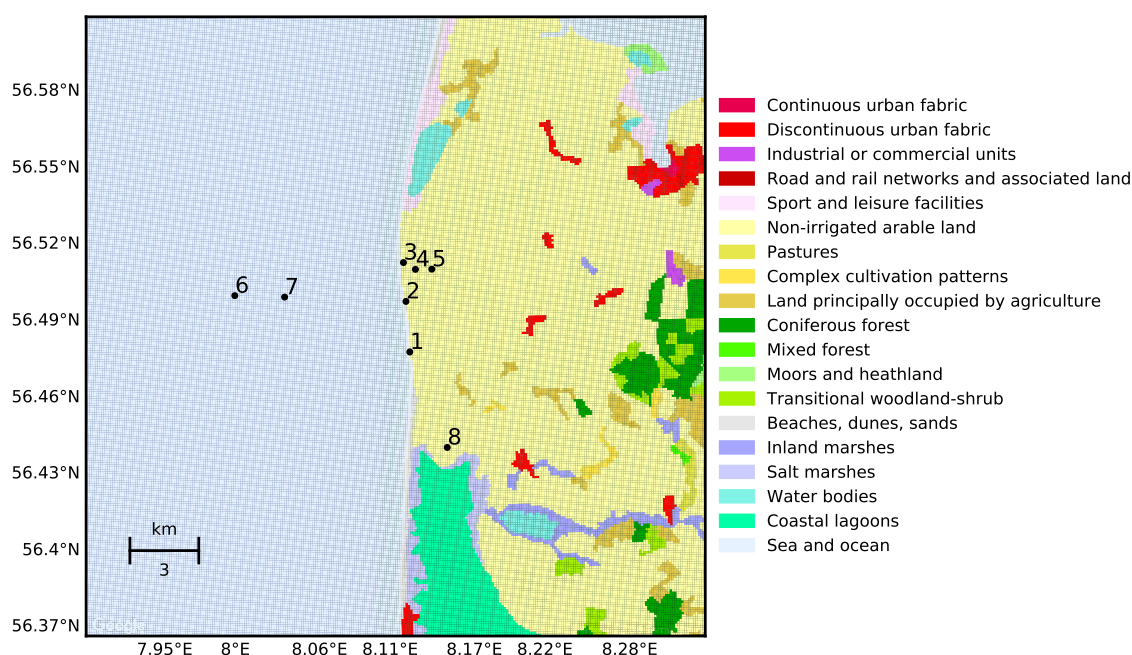 56.58°N
56.55°N
56.52°N
56.49°N
56.46°N
56.43°N
56.4°N
56.37°N
7.95°E 8°E 8.06°E 8.11°E 8.17°E 8.22°E 8.28°E
3
4
5
6
7
2
1
8
km
3
Google
Continuous urban fabric
Discontinuous urban fabric
Industrial or commercial units
Road and rail networks and associated land
Sport and leisure facilities
Non-irrigated arable land
Pastures
Complex cultivation patterns
Land principally occupied by agriculture
Coniferous forest
Mixed forest
Moors and heathland
Transitional woodland-shrub
Beaches, dunes, sands
Inland marshes
Salt marshes
Water bodies
Coastal lagoons
Sea and ocean